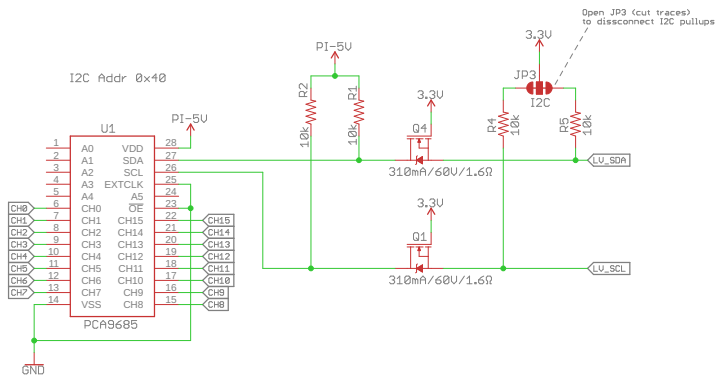 Open JP3 (cut traces)
to dissconnect I2C pullups
3.3V
PI-5V
JP3
I2C
I2C Addr 0x40
R2
10k
R1
10k
3.3V
R4
10k
R5
10k
U1
PI-5V
Q4
310mA/60V/1.6Ω
LV_SDA
1 A0 VDD 28
2 A1 SDA 27
3 A2 SCL 26
4 A3 EXTCLK 25
5 A4 A5 24
CH0 6 CH0 OE 23
CH1 7 CH1 CH15 22 CH15
CH2 8 CH2 CH14 21 CH14
CH3 9 CH3 CH13 20 CH13
CH4 10 CH4 CH12 19 CH12
CH5 11 CH5 CH11 18 CH11
CH6 12 CH6 CH10 17 CH10
CH7 13 CH7 CH9 16 CH9
14 VSS CH8 15 CH8
PCA9685
3.3V
Q1
310mA/60V/1.6Ω
LV_SCL
GND